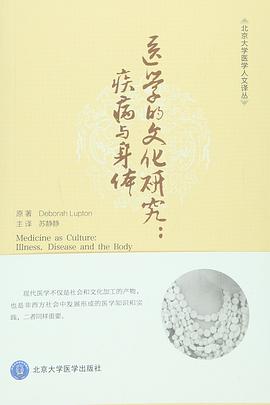 北京大学医学人文译丛
医学的文化研究：
疾病与身体
原著 Deborah Lupton
主译 苏静静
Medicine as Culture:
Illness, Disease and the Body
现代医学不仅是社会和文化加工的产物，
也是非西方社会中发展形成的医学知识和实
践，二者同样重要。
北京大学医学出版社